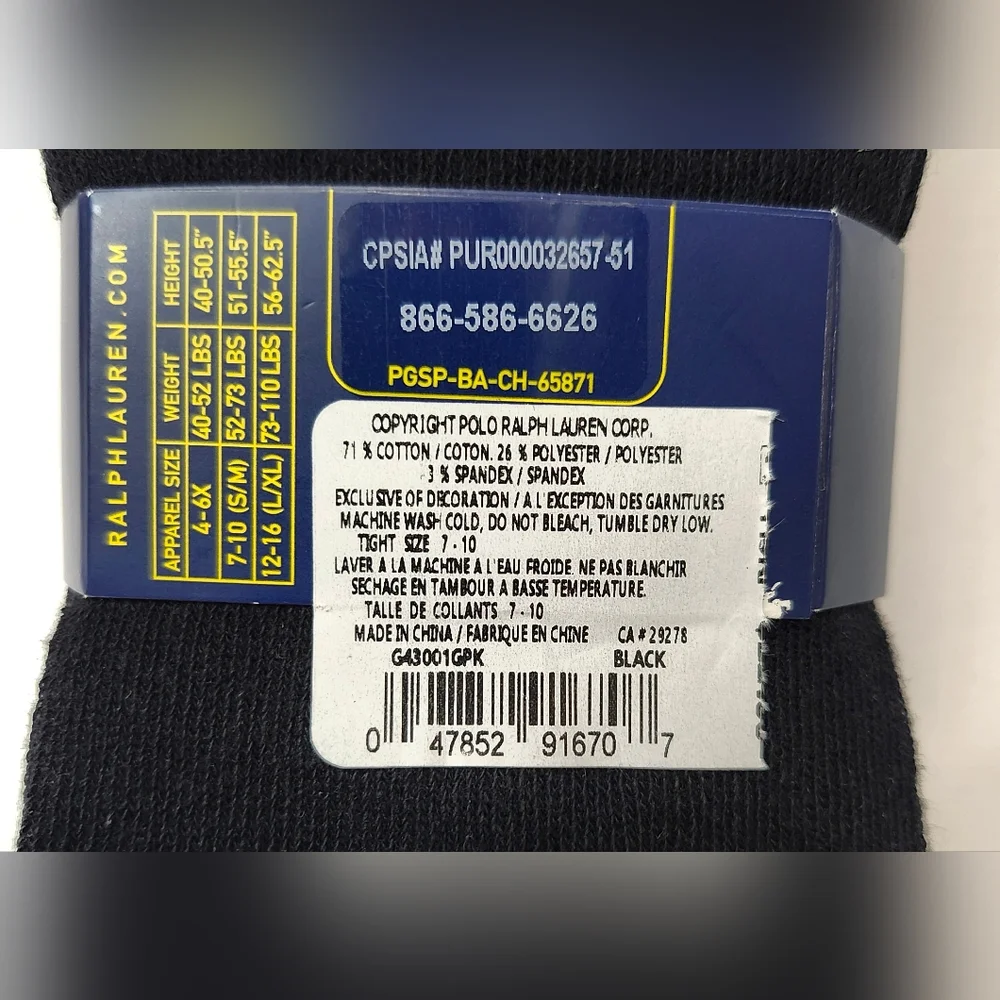 RALPHLAUREN.COM
APPAREL SIZE WEIGHT HEIGHT
4-6X 40-52 LBS 40-50.5"
7-10 (S/M) 52-73 LBS 51-55.5"
12-16 (L/XL) 73-110 LBS 56-62.5"
CPSIA# PUR000032657-51
866-586-6626
PGSP-BA-CH-65871
COPYRIGHT POLO RALPH LAUREN CORP.
71 % COTTON / COTON. 26 % POLYESTER / POLYESTER
3 % SPANDEX / SPANDEX
EXCLUSIVE OF DECORATION / A L'EXCEPTION DES GARNITURES
MACHINE WASH COLD, DO NOT BLEACH, TUMBLE DRY LOW.
TIGHT SIZE 7 - 10
LAVER A LA MACHINE A L'EAU FROIDE. NE PAS BLANCHIR
SECHAGE EN TAMBOUR A BASSE TEMPERATURE.
TALLE DE COLLANTS 7 - 10
MADE IN CHINA / FABRIQUE EN CHINE CA # 29278
G43001GPK BLACK
0 47852 91670 7